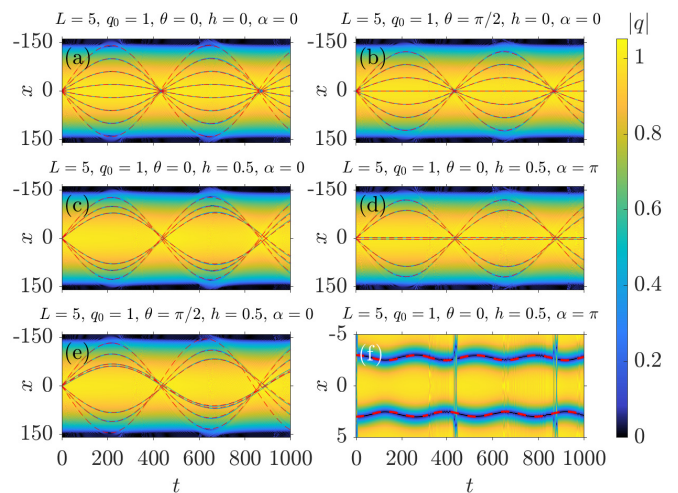 L = 5, q0 = 1, θ = 0, h = 0, α = 0
L = 5, q0 = 1, θ = π/2, h = 0, α = 0
|q|
-150
0
150
x
(a)
-150
0
150
x
(b)
L = 5, q0 = 1, θ = 0, h = 0.5, α = 0
L = 5, q0 = 1, θ = 0, h = 0.5, α = π
-150
0
150
x
(c)
-150
0
150
x
(d)
L = 5, q0 = 1, θ = π/2, h = 0.5, α = 0
L = 5, q0 = 1, θ = 0, h = 0.5, α = π
-150
0
150
x
(e)
-5
0
5
x
(f)
0 200 400 600 800 1000
t
0 200 400 600 800 1000
t
1
0.8
0.6
0.4
0.2
0